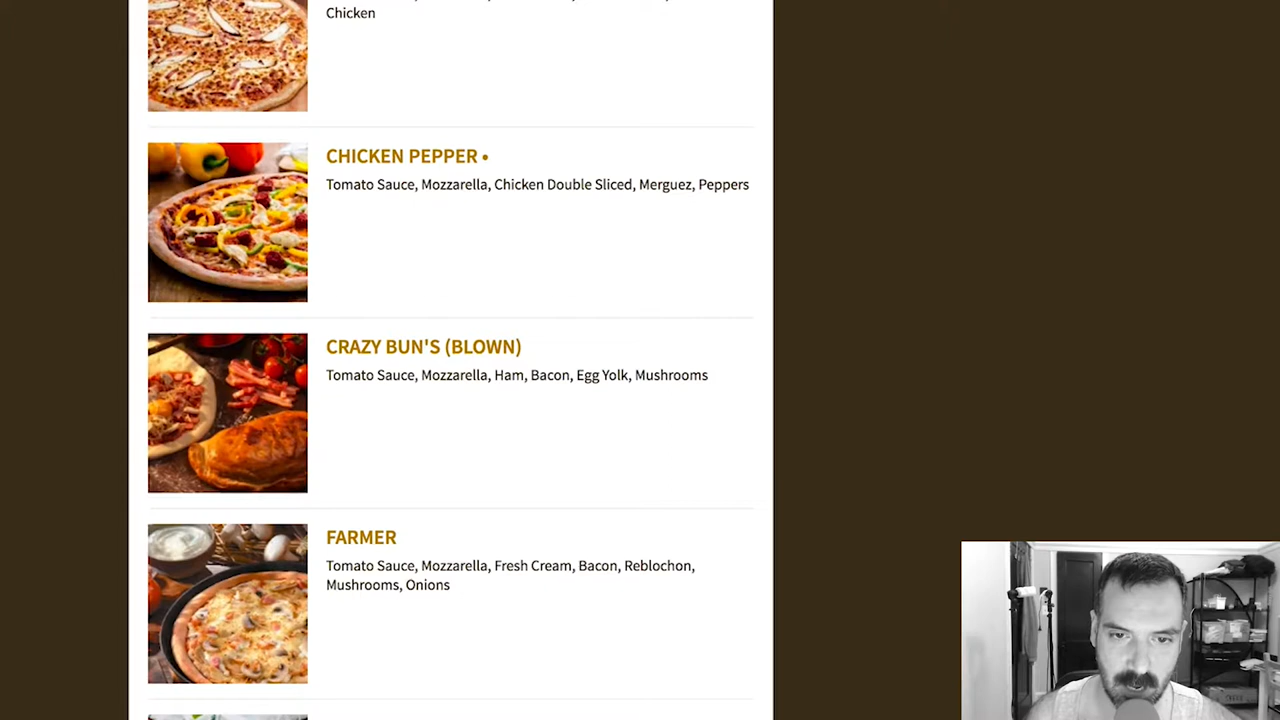 Chicken
CHICKEN PEPPER •
Tomato Sauce, Mozzarella, Chicken Double Sliced, Merguez, Peppers
CRAZY BUN'S (BLOWN)
Tomato Sauce, Mozzarella, Ham, Bacon, Egg Yolk, Mushrooms
FARMER
Tomato Sauce, Mozzarella, Fresh Cream, Bacon, Reblochon,
Mushrooms, Onions